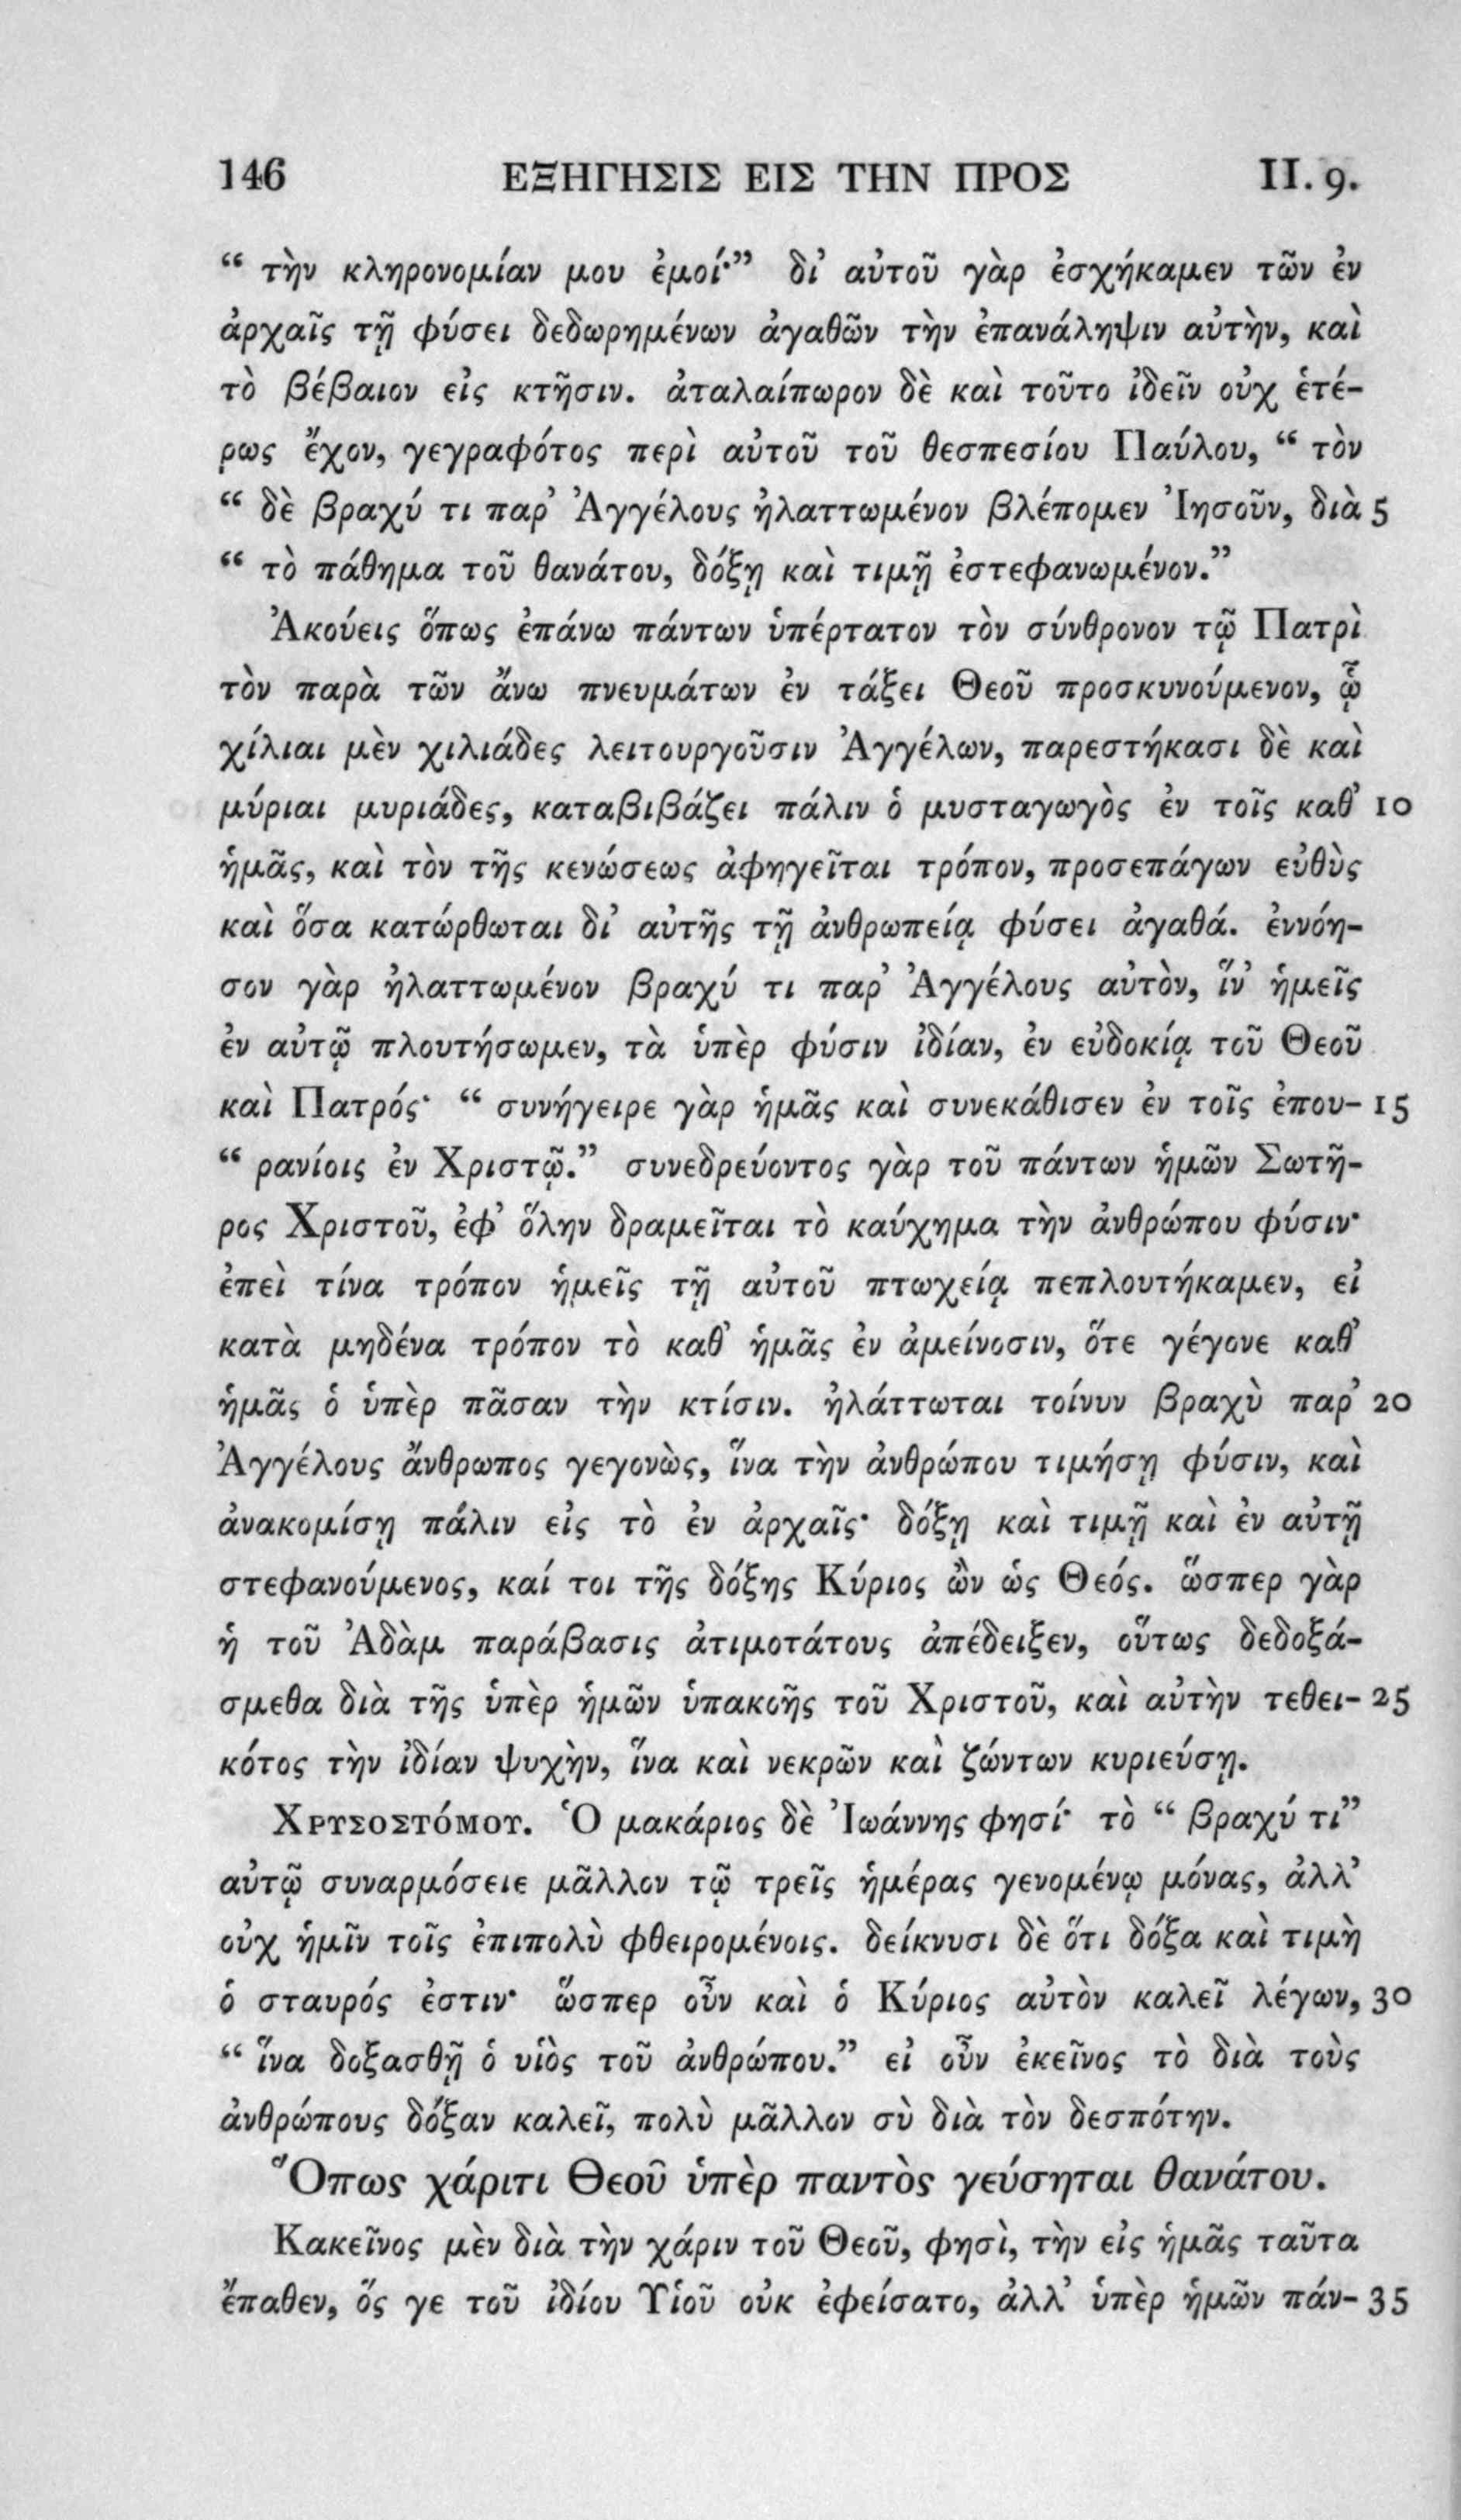 146 ΕΞΗΓΗΣΙΣ ΕΙΣ ΤΗΝ ΠΡΟΣ II. 9.
“ τὴν κληρονομίαν μου ἐμοί·” δι’ αὐτοῦ γὰρ ἐσχήκαμεν τῶν ἐν
ἀρχαῖς τῇ φύσει δεδωρημένων ἀγαθῶν τὴν ἐπανάληψιν αὐτὴν, καὶ
τὸ βέβαιον εἰς κτῆσιν. ἀταλαίπωρον δὲ καὶ τοῦτο ἰδεῖν οὐχ ἑτέ-
ρως ἔχον, γεγραφότος περὶ αὐτοῦ τοῦ θεσπεσίου Παύλου, “ τὸν
“ δὲ βραχύ τι παρ’ Ἀγγέλους ἠλαττωμένον βλέπομεν Ἰησοῦν, διὰ 5
“ τὸ πάθημα τοῦ θανάτου, δόξῃ καὶ τιμῇ ἐστεφανωμένον.”
Ἀκούεις ὅπως ἐπάνω πάντων ὑπέρτατον τὸν σύνθρονον τῷ Πατρὶ
τὸν παρὰ τῶν ἄνω πνευμάτων ἐν τάξει Θεοῦ προσκυνούμενον, ᾧ
χίλιαι μὲν χιλιάδες λειτουργοῦσιν Ἀγγέλων, παρεστήκασι δὲ καὶ
μύριαι μυριάδες, καταβιβάζει πάλιν ὁ μυσταγωγὸς ἐν τοῖς καθ’ 10
ἡμᾶς, καὶ τὸν τῆς κενώσεως ἀφηγεῖται τρόπον, προσεπάγων εὐθὺς
καὶ ὅσα κατώρθωται δι’ αὐτῆς τῇ ἀνθρωπείᾳ φύσει ἀγαθά. ἐννόη-
σον γὰρ ἠλαττωμένον βραχύ τι παρ’ Ἀγγέλους αὐτὸν, ἵν’ ἡμεῖς
ἐν αὐτῷ πλουτήσωμεν, τὰ ὑπὲρ φύσιν ἰδίαν, ἐν εὐδοκίᾳ τοῦ Θεοῦ
καὶ Πατρός· “ συνήγειρε γὰρ ἡμᾶς καὶ συνεκάθισεν ἐν τοῖς ἐπου- 15
“ ρανίοις ἐν Χριστῷ.” συνεδρεύοντος γὰρ τοῦ πάντων ἡμῶν Σωτῆ-
ρος Χριστοῦ, ἐφ’ ὅλην δραμεῖται τὸ καύχημα τὴν ἀνθρώπου φύσιν·
ἐπεὶ τίνα τρόπον ἡμεῖς τῇ αὐτοῦ πτωχείᾳ πεπλουτήκαμεν, εἰ
κατὰ μηδένα τρόπον τὸ καθ’ ἡμᾶς ἐν ἀμείνοσιν, ὅτε γέγονε καθ’
ἡμᾶς ὁ ὑπὲρ πᾶσαν τὴν κτίσιν. ἠλάττωται τοίνυν βραχὺ παρ’ 20
Ἀγγέλους ἄνθρωπος γεγονὼς, ἵνα τὴν ἀνθρώπου τιμήσῃ φύσιν, καὶ
ἀνακομίσῃ πάλιν εἰς τὸ ἐν ἀρχαῖς· δόξῃ καὶ τιμῇ καὶ ἐν αὐτῇ
στεφανούμενος, καί τοι τῆς δόξης Κύριος ὢν ὡς Θεός. ὥσπερ γὰρ
ἡ τοῦ Ἀδὰμ παράβασις ἀτιμοτάτους ἀπέδειξεν, οὕτως δεδοξά-
σμεθα διὰ τῆς ὑπὲρ ἡμῶν ὑπακοῆς τοῦ Χριστοῦ, καὶ αὐτὴν τεθει- 25
κότος τὴν ἰδίαν ψυχὴν, ἵνα καὶ νεκρῶν καὶ ζώντων κυριεύσῃ.
ΧΡΥΣΟΣΤόΜΟΥ. Ὁ μακάριος δὲ Ἰωάννης φησί· τὸ “ βραχύ τι”
αὐτῷ συναρμόσειε μᾶλλον τῷ τρεῖς ἡμέρας γενομένῳ μόνας, ἀλλ’
οὐχ ἡμῖν τοῖς ἐπιπολὺ φθειρομένοις. δείκνυσι δὲ ὅτι δόξα καὶ τιμὴ
ὁ σταυρός ἐστιν· ὥσπερ οὖν καὶ ὁ Κύριος αὐτὸν καλεῖ λέγων, 30
“ ἵνα δοξασθῇ ὁ υἱὸς τοῦ ἀνθρώπου.” εἰ οὖν ἐκεῖνος τὸ διὰ τοὺς
ἀνθρώπους δόξαν καλεῖ, πολὺ μᾶλλον σὺ διὰ τὸν δεσπότην.
Ὅπως χάριτι Θεοῦ ὑπὲρ παντὸς γεύσηται θανάτου.
Κακεῖνος μὲν διὰ τὴν χάριν τοῦ Θεοῦ, φησὶ, τὴν εἰς ἡμᾶς ταῦτα
ἔπαθεν, ὅς γε τοῦ ἰδίου Υἱοῦ οὐκ ἐφείσατο, ἀλλ’ ὑπὲρ ἡμῶν πάν- 35